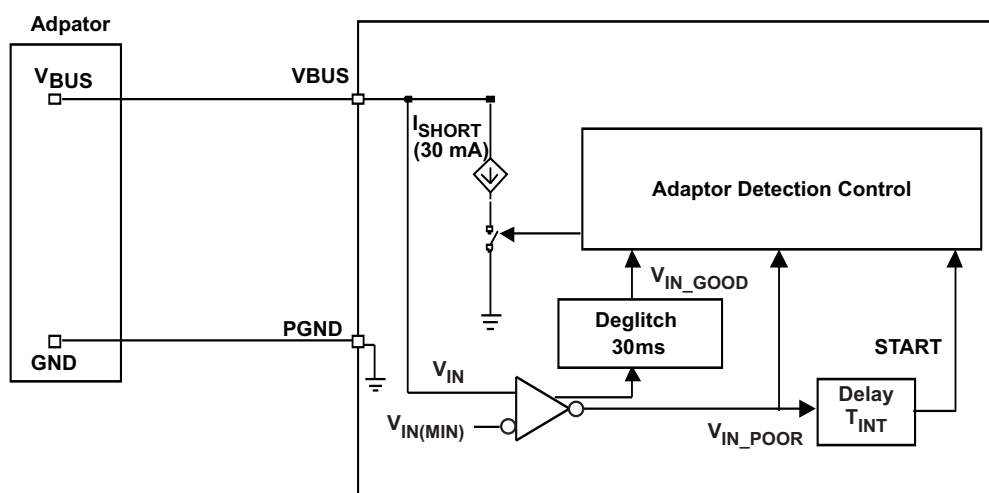 Adpator
VBUS
VBUS
ISHORT
(30 mA)
Adaptor Detection Control
VIN_GOOD
Deglitch
30ms
PGND
GND
START
VIN
Delay
TINT
VIN(MIN)
VIN_POOR